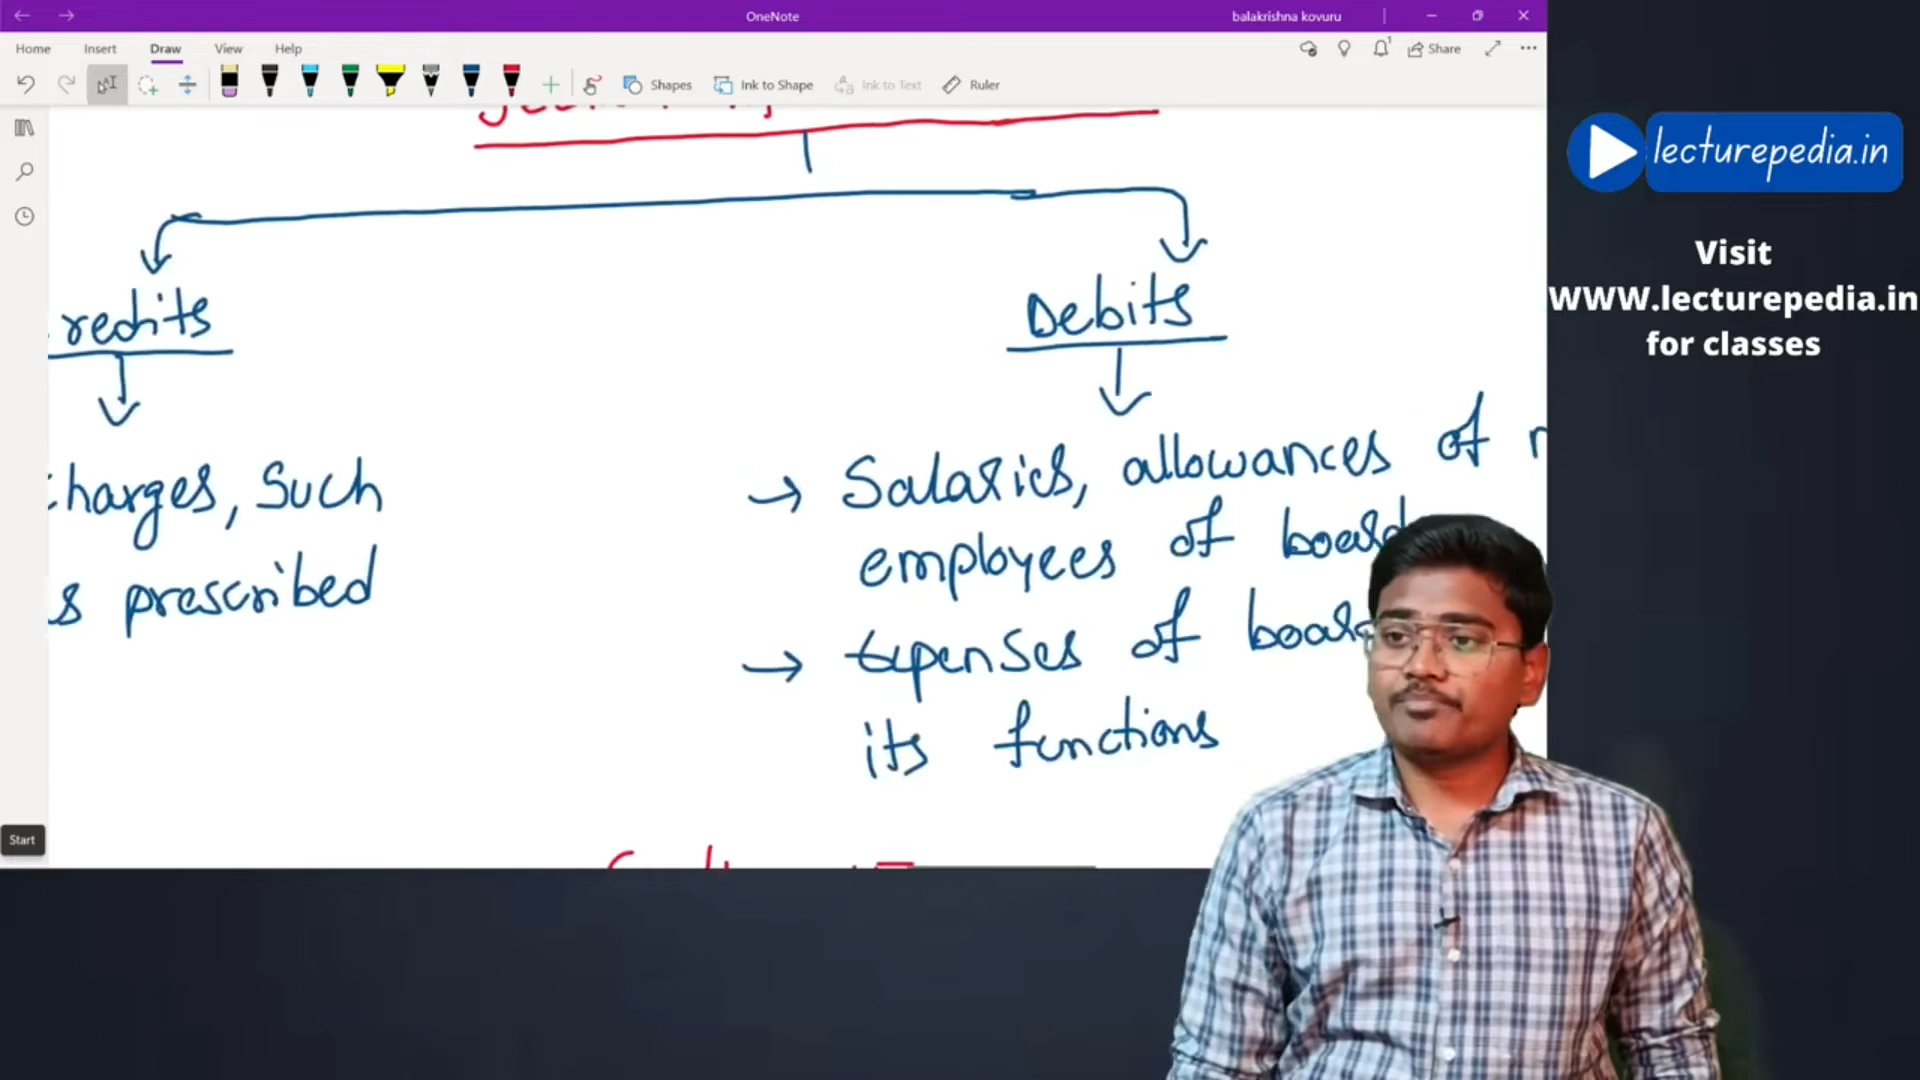 OneNote
balakrishna kovuru
Home Insert Draw View Help
1
Share
Shapes
Ink to Shape
Ink to Text
Ruler
lecturepedia.in
Visit
WWW.lecturepedia.in
for classes
redits
Debits
charges, such
s prescribed
→ Salaries, allowances of
employees of board
→ Expenses of board
its functions
Start